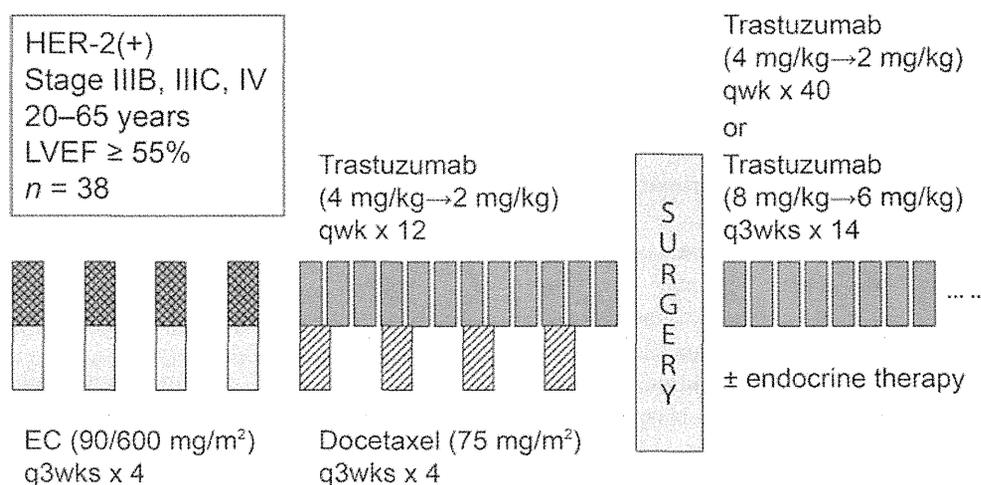 HER-2(+)
Stage IIIB, IIIC, IV
20–65 years
LVEF ≥ 55%
n = 38
EC (90/600 mg/m²)
q3wks x 4
Trastuzumab
(4 mg/kg→2 mg/kg)
qwk x 12
Docetaxel (75 mg/m²)
q3wks x 4
SURGERY
Trastuzumab
(4 mg/kg→2 mg/kg)
qwk x 40
or
Trastuzumab
(8 mg/kg→6 mg/kg)
q3wks x 14
.... ..
± endocrine therapy